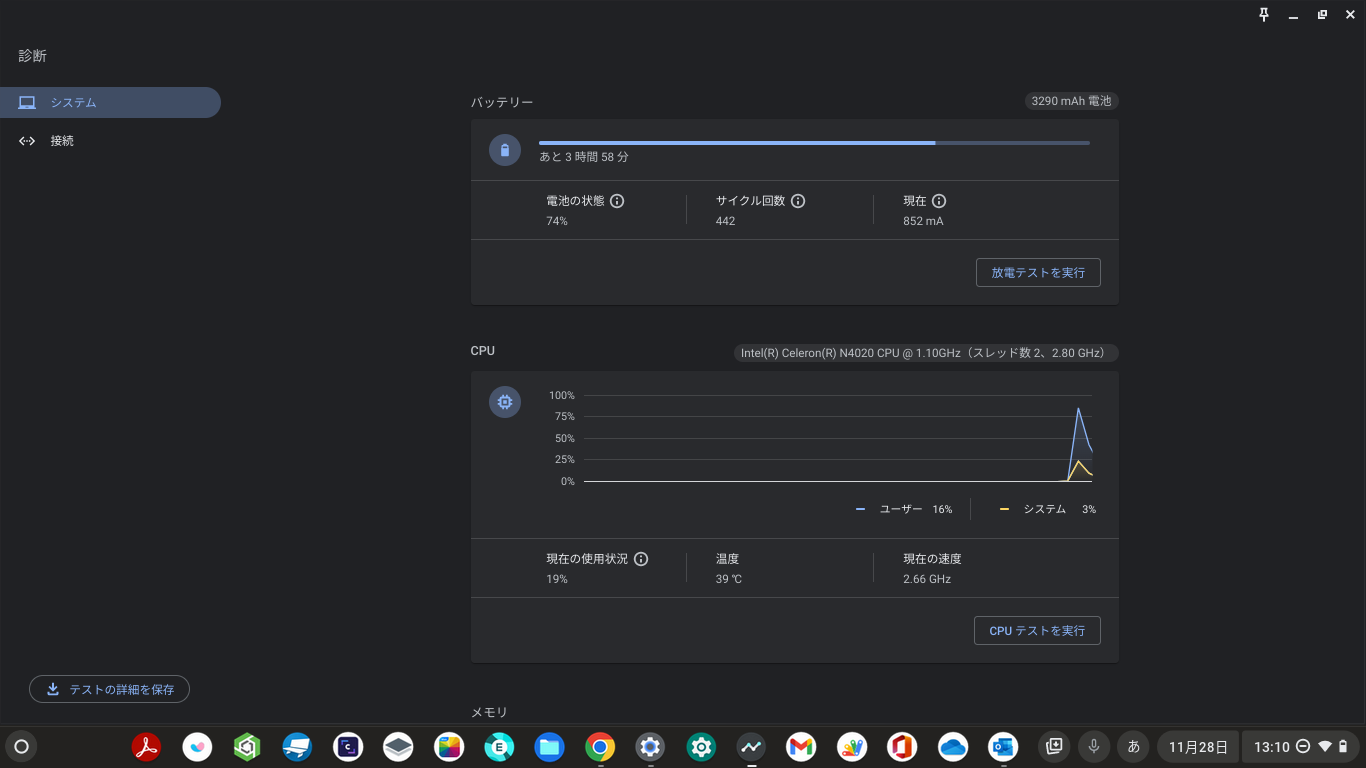 診断
システム
接続
バッテリー
3290 mAh 電池
あと 3 時間 58 分
電池の状態
74%
サイクル回数
442
現在
852 mA
放電テストを実行
CPU
Intel(R) Celeron(R) N4020 CPU @ 1.10GHz（スレッド数 2、2.80 GHz）
100%
75%
50%
25%
0%
ユーザー 16%
システム 3%
現在の使用状況
19%
温度
39 ℃
現在の速度
2.66 GHz
CPU テストを実行
テストの詳細を保存
メモリ
あ
11月28日
13:10